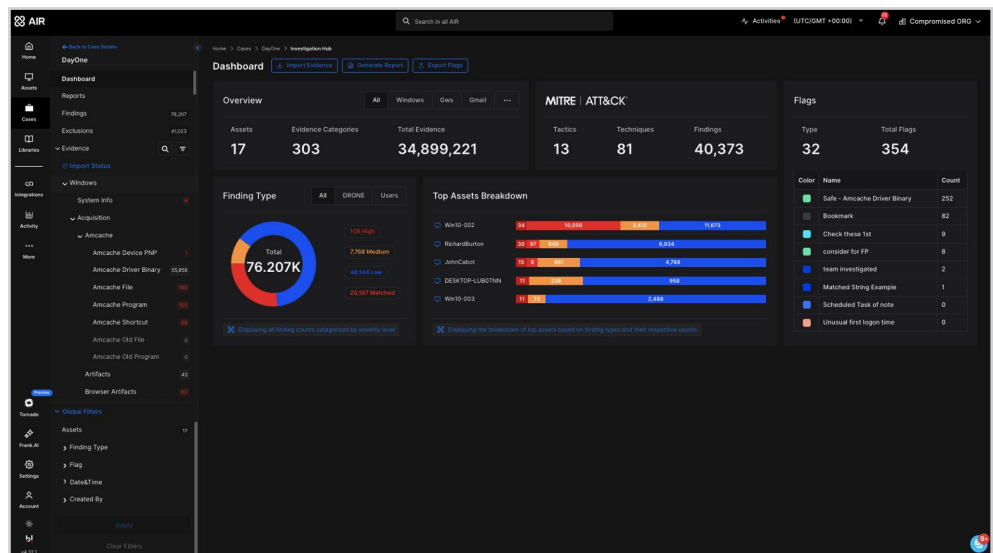 AIR
Search in all AIR
Activities
(UTC/GMT +00:00)
Compromised ORG
Home
Assets
Cases
Libraries
Integrations
Activity
More
Preview
Tornado
Frank.AI
Settings
Account
Back to Case Details
DayOne
Dashboard
Reports
Findings 76,207
Exclusions 41,023
Evidence
Import Status
Windows
System Info 4
Acquisition
Amcache
Amcache Device PNP 1
Amcache Driver Binary 55,856
Amcache File
Amcache Program
Amcache Shortcut
Amcache Old File
Amcache Old Program
Artifacts 43
Browser Artifacts
Global Filters
Assets 17
Finding Type
Flag
Date&Time
Created By
Apply
Clear Filters
Home > Cases > DayOne > Investigation Hub
Dashboard
Import Evidence
Generate Report
Export Flags
Overview
All Windows Gws Gmail ...
Assets Evidence Categories Total Evidence
17 303 34,899,221
MITRE | ATT&CK
Tactics Techniques Findings
13 81 40,373
Flags
Type Total Flags
32 354
Color Name Count
Safe - Amcache Driver Binary 252
Bookmark 82
Check these 1st 9
consider for FP 8
team investigated 2
Matched String Example 1
Scheduled Task of note 0
Unusual first logon time 0
Finding Type
All DRONE Users
Total
76.207K
108 High
7,768 Medium
48,144 Low
20,187 Matched
Displaying all finding counts categorized by severity level
Top Assets Breakdown
Win10-002 34 10,056 3,412 11,673
RichardBurton 30 97 849 6,934
JohnCabot 15 8 861 4,788
DESKTOP-LUB0TNN 11 238 958
Win10-003 11 73 2,488
Displaying the breakdown of top assets based on finding types and their respective counts
9+